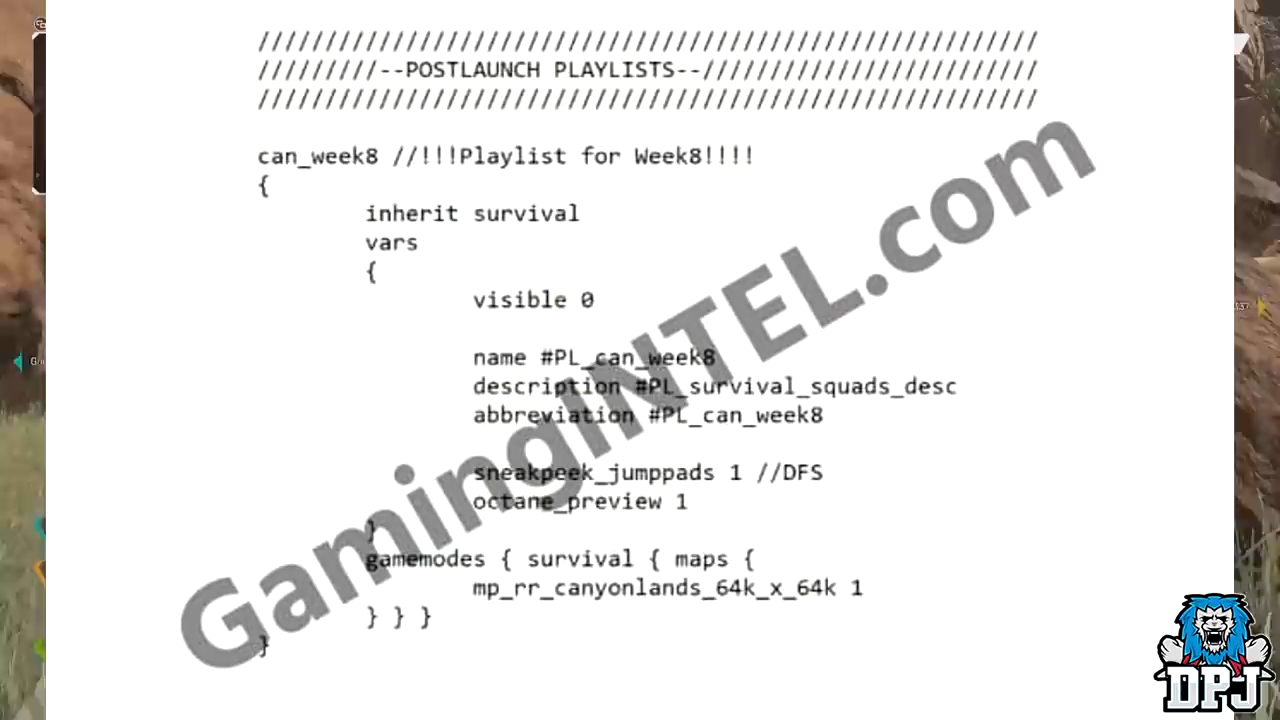 //////////////////////////////////////////////////////////
/////////--POSTLAUNCH PLAYLISTS--/////////////////////////
//////////////////////////////////////////////////////////
can_week8 //!!!Playlist for Week8!!!!
{
inherit survival
vars
{
visible 0
name #PL_can_week8
description #PL_survival_squads_desc
abbreviation #PL_can_week8
sneakpeek_jumppads 1 //DFS
octane_preview 1
}
gamemodes { survival { maps {
mp_rr_canyonlands_64k_x_64k 1
} } }
}
GamingINTEL.com
DPJ